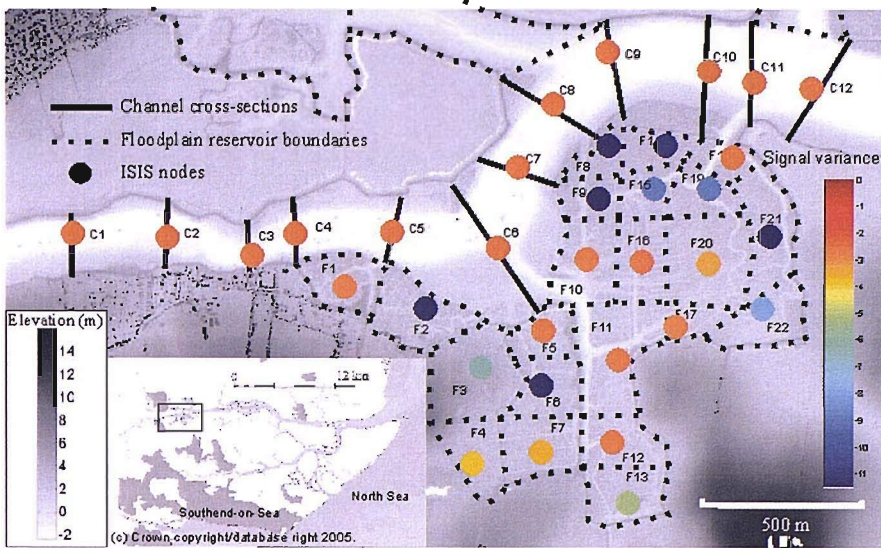 C9
C10
C11
C8
C12
Channel cross-sections
Floodplain reservoir boundaries
ISIS nodes
F1
Signal variance
C7
F8
F15
F19
F9
0
-1
-2
-3
-4
-5
-6
-7
-8
-9
-10
-11
C1
C2
C3
C4
C5
C6
F21
F16
F20
F1
F10
F2
F11
F17
F22
F5
Elevation (m)
14
12
10
8
6
4
2
0
-2
F3
F6
F4
F7
F12
F13
0
12 km
North Sea
Southend-on-Sea
(c) Crown copyright/database right 2005.
500 m